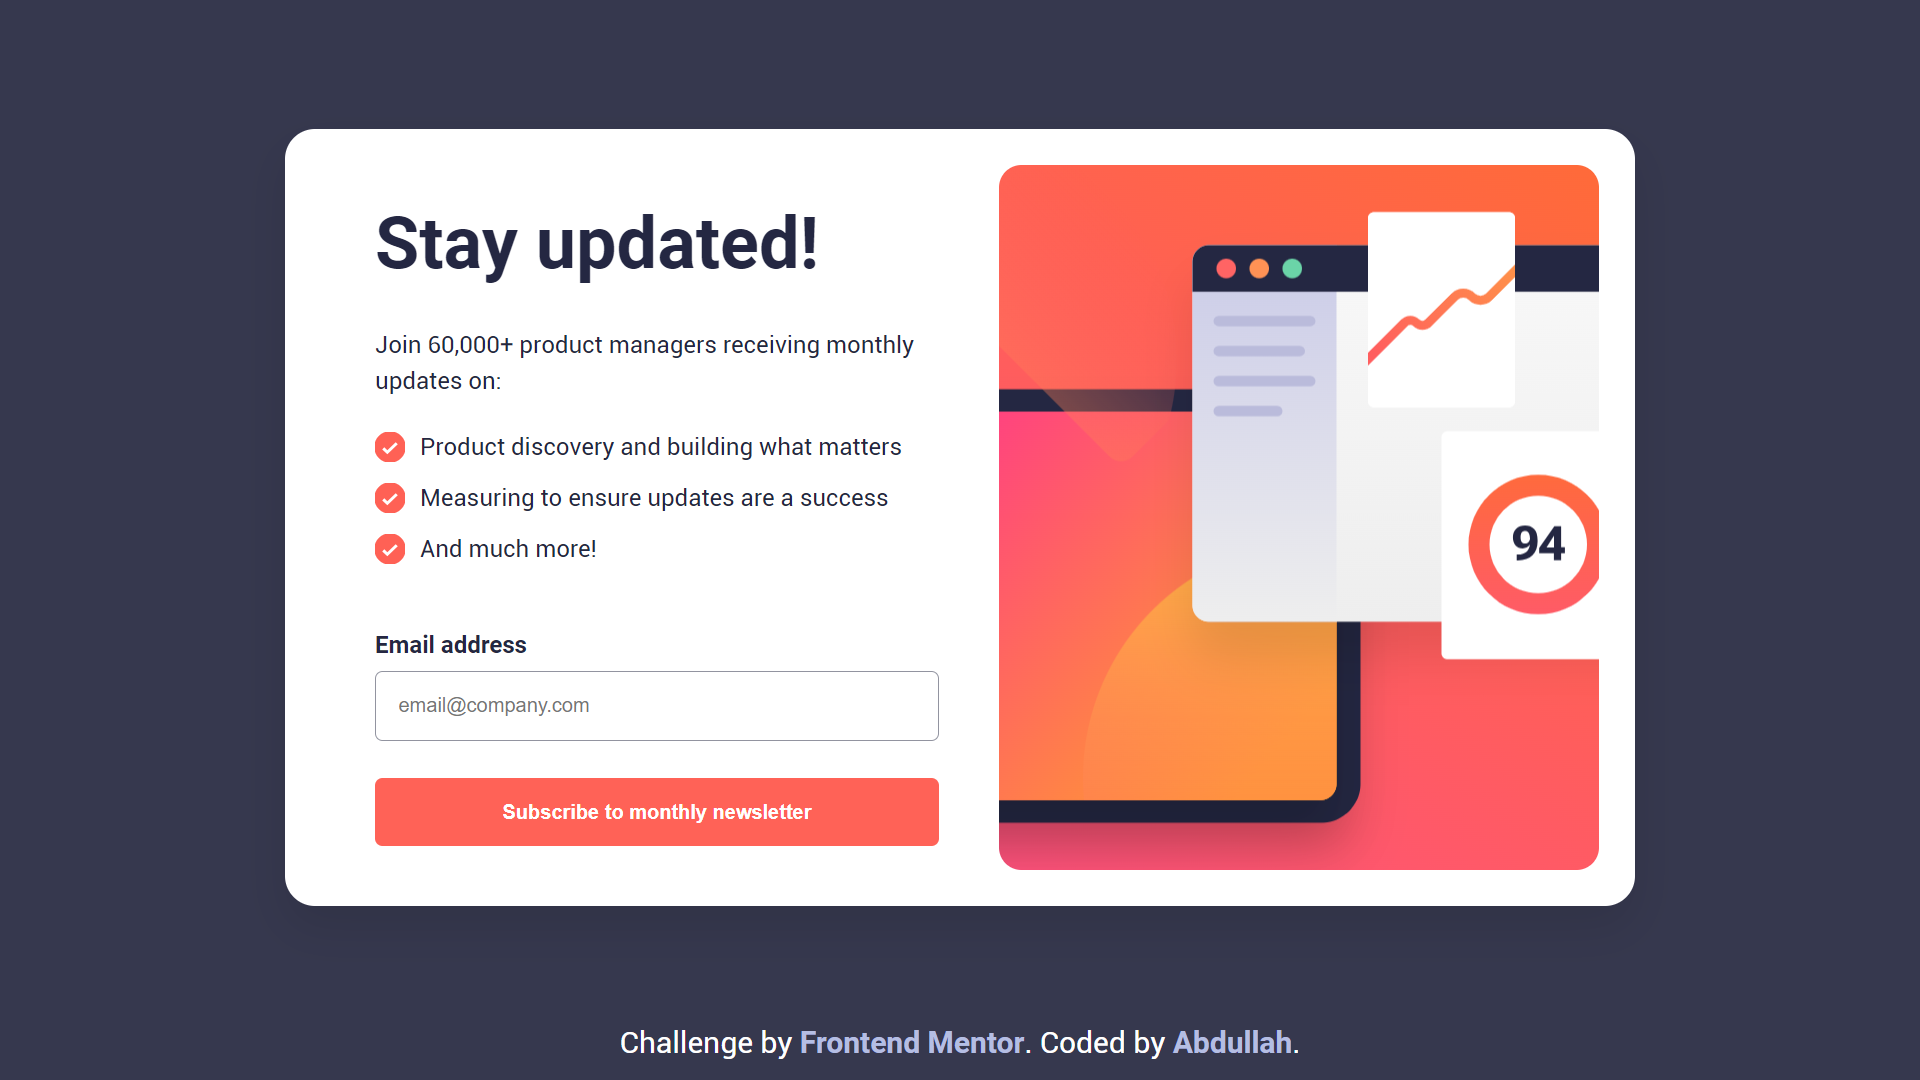 Stay updated!
Join 60,000+ product managers receiving monthly
updates on:
Product discovery and building what matters
Measuring to ensure updates are a success
And much more!
Email address
email@company.com
Subscribe to monthly newsletter
94
Challenge by Frontend Mentor. Coded by Abdullah.